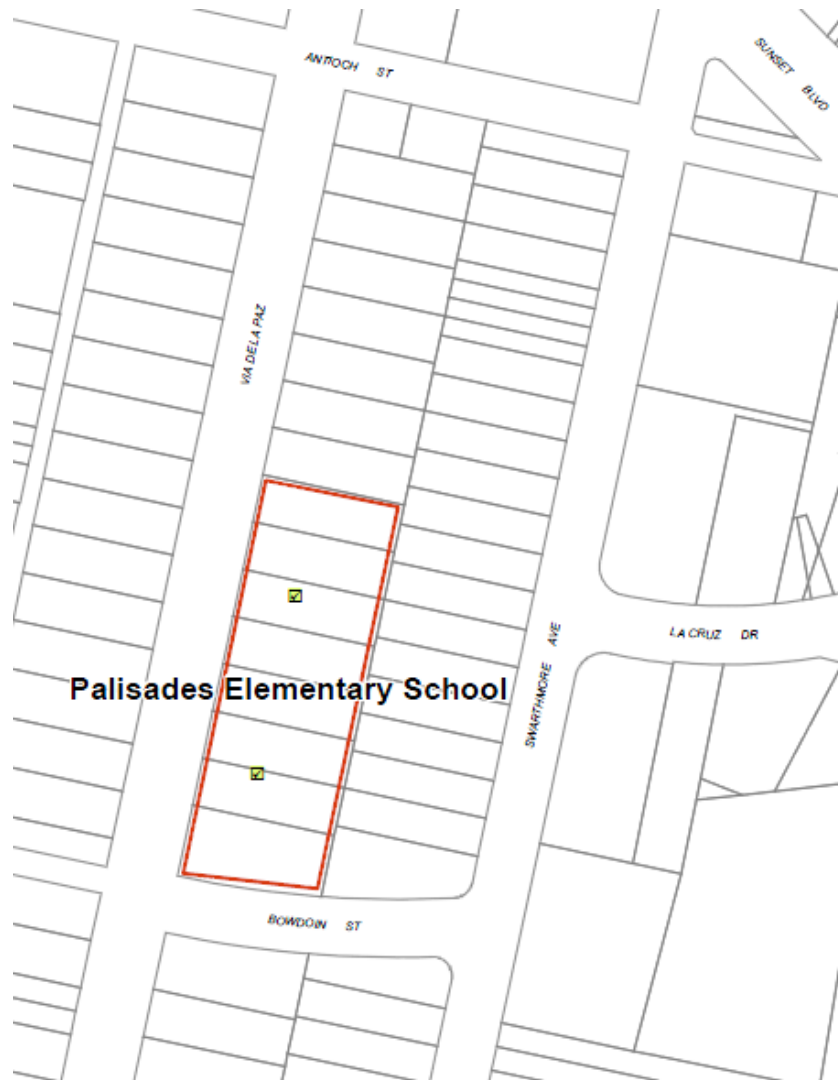 ANTIOCH ST
SUNSET BLVD
VIA DE LA PAZ
LA CRUZ DR
SWARTHMORE AVE
Palisades Elementary School
BOWDOIN ST